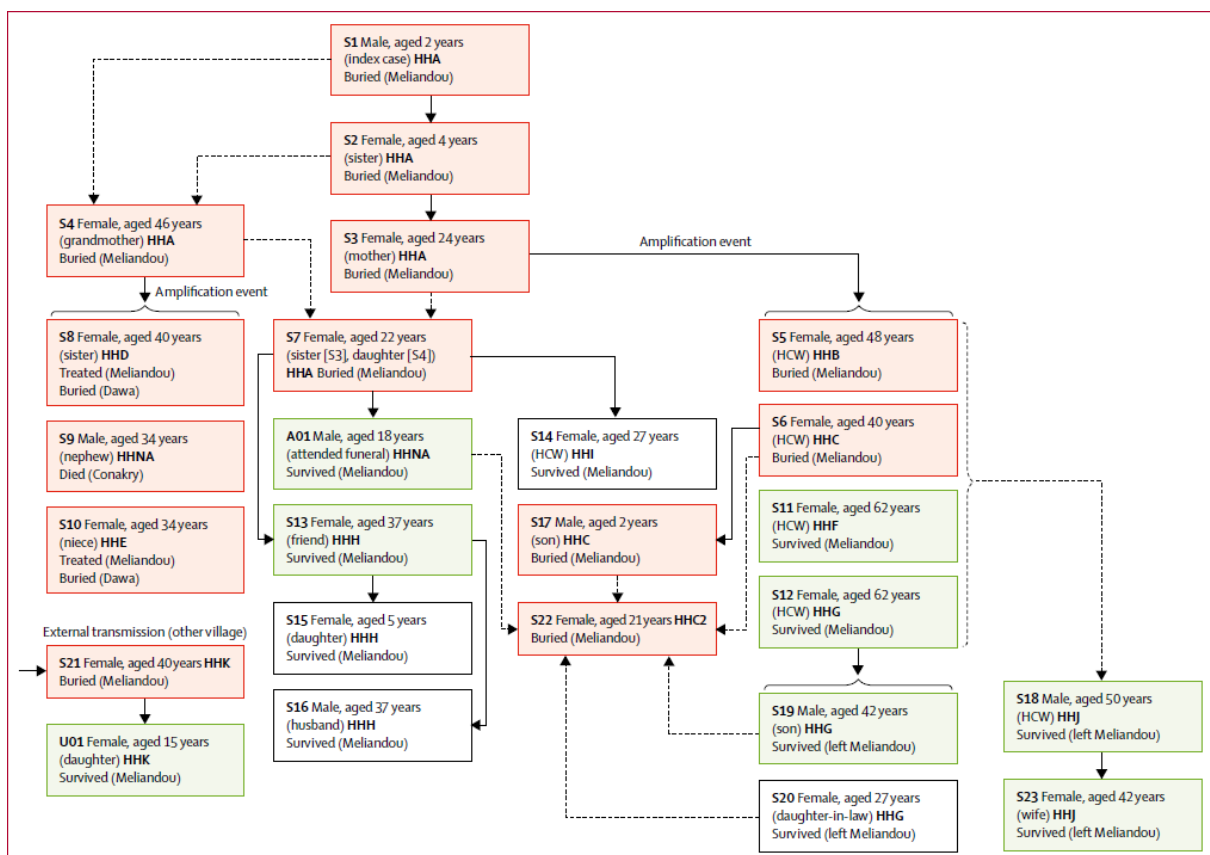 S1 Male, aged 2 years
(index case) HHA
Buried (Meliandou)
S2 Female, aged 4 years
(sister) HHA
Buried (Meliandou)
S4 Female, aged 46 years
(grandmother) HHA
Buried (Meliandou)
S3 Female, aged 24 years
(mother) HHA
Buried (Meliandou)
Amplification event
Amplification event
S8 Female, aged 40 years
(sister) HHD
Treated (Meliandou)
Buried (Dawa)
S7 Female, aged 22 years
(sister [S3], daughter [S4])
HHA Buried (Meliandou)
S5 Female, aged 48 years
(HCW) HHB
Buried (Meliandou)
S9 Male, aged 34 years
(nephew) HHNA
Died (Conakry)
A01 Male, aged 18 years
(attended funeral) HHNA
Survived (Meliandou)
S14 Female, aged 27 years
(HCW) HHI
Survived (Meliandou)
S6 Female, aged 40 years
(HCW) HHC
Buried (Meliandou)
S10 Female, aged 34 years
(niece) HHE
Treated (Meliandou)
Buried (Dawa)
S13 Female, aged 37 years
(friend) HHH
Survived (Meliandou)
S17 Male, aged 2 years
(son) HHC
Buried (Meliandou)
S11 Female, aged 62 years
(HCW) HHF
Survived (Meliandou)
S15 Female, aged 5 years
(daughter) HHH
Survived (Meliandou)
S22 Female, aged 21 years HHC2
Buried (Meliandou)
S12 Female, aged 62 years
(HCW) HHG
Survived (Meliandou)
External transmission (other village)
S21 Female, aged 40 years HHK
Buried (Meliandou)
S16 Male, aged 37 years
(husband) HHH
Survived (Meliandou)
S19 Male, aged 42 years
(son) HHG
Survived (left Meliandou)
S18 Male, aged 50 years
(HCW) HHJ
Survived (left Meliandou)
U01 Female, aged 15 years
(daughter) HHK
Survived (Meliandou)
S20 Female, aged 27 years
(daughter-in-law) HHG
Survived (left Meliandou)
S23 Female, aged 42 years
(wife) HHJ
Survived (left Meliandou)